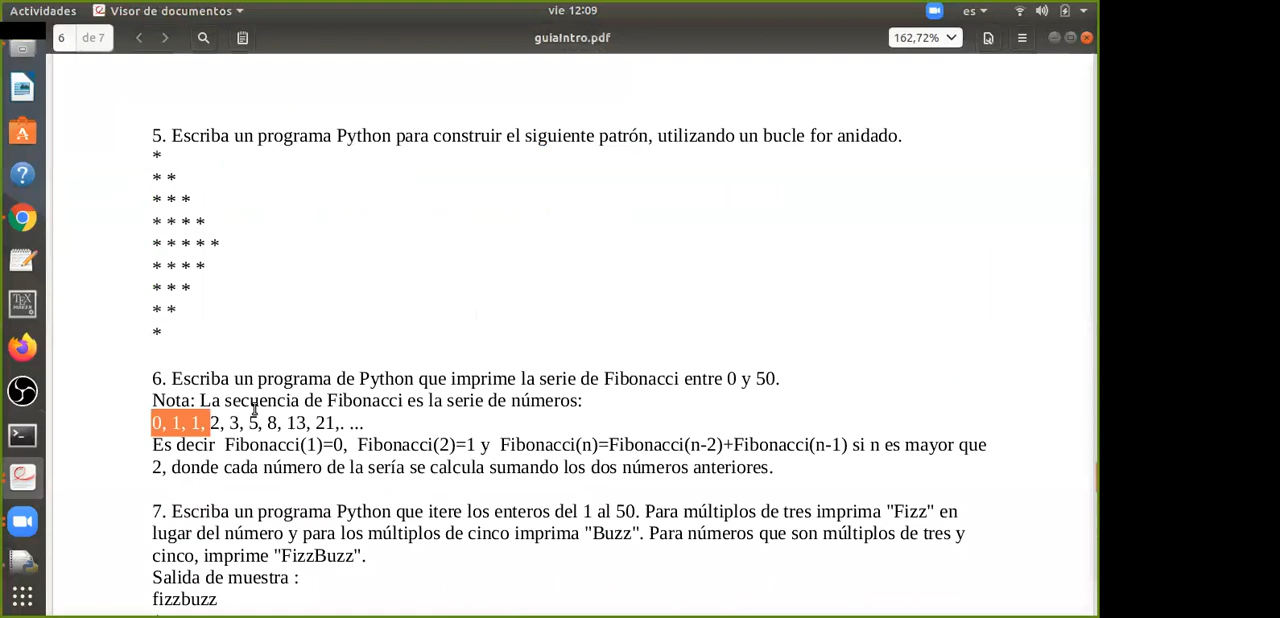 Actividades Visor de documentos vie 12:09 es
6 de 7 guiaIntro.pdf 162,72%
5. Escriba un programa Python para construir el siguiente patrón, utilizando un bucle for anidado.
*
* *
* * *
* * * *
* * * * *
* * * *
* * *
* *
*
6. Escriba un programa de Python que imprime la serie de Fibonacci entre 0 y 50.
Nota: La secuencia de Fibonacci es la serie de números:
0, 1, 1, 2, 3, 5, 8, 13, 21,. ...
Es decir Fibonacci(1)=0, Fibonacci(2)=1 y Fibonacci(n)=Fibonacci(n-2)+Fibonacci(n-1) si n es mayor que
2, donde cada número de la sería se calcula sumando los dos números anteriores.
7. Escriba un programa Python que itere los enteros del 1 al 50. Para múltiplos de tres imprima "Fizz" en
lugar del número y para los múltiplos de cinco imprima "Buzz". Para números que son múltiplos de tres y
cinco, imprime "FizzBuzz".
Salida de muestra :
fizzbuzz